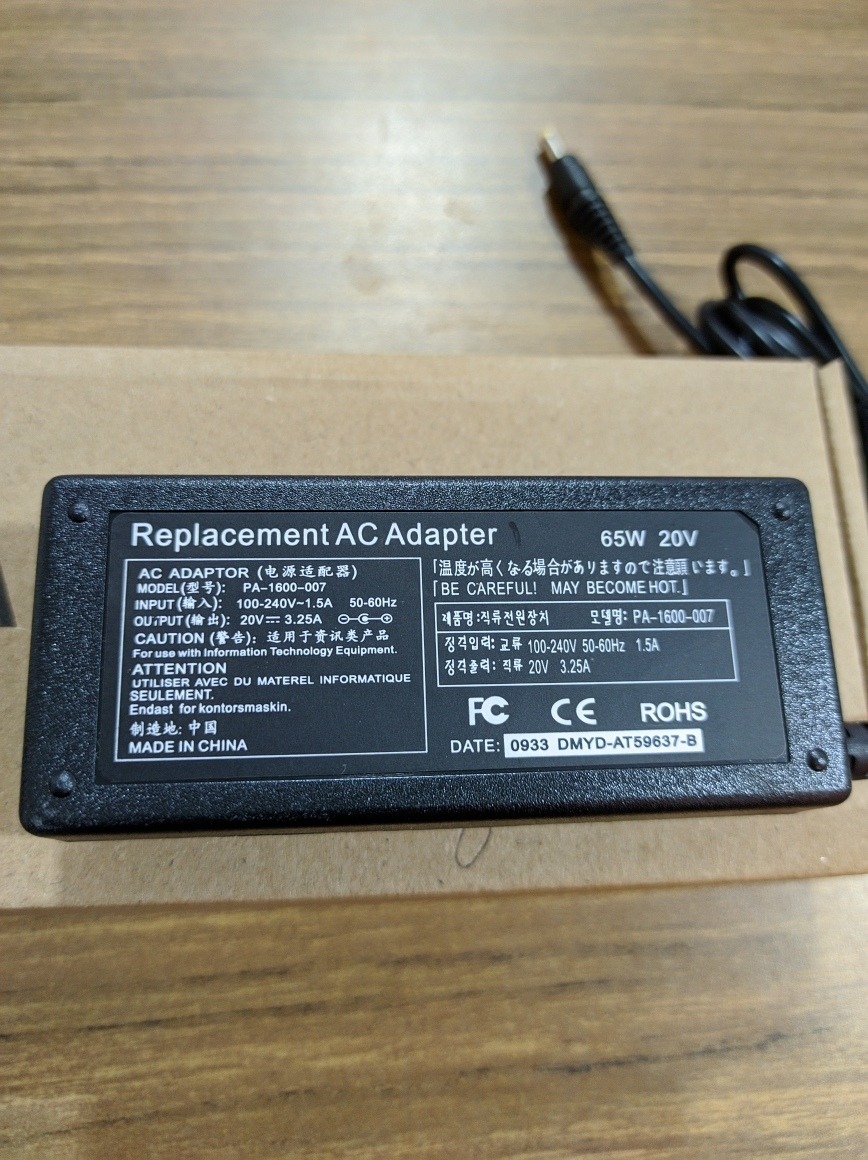 Replacement AC Adapter
65W 20V
AC ADAPTOR (电源适配器)
MODEL(型号): PA-1600-007
INPUT(输入): 100-240V~1.5A 50-60Hz
OUTPUT(输出): 20V⎓3.25A
CAUTION (警告): 适用于资讯类产品
For use with Information Technology Equipment.
ATTENTION
UTILISER AVEC DU MATEREL INFORMATIQUE
SEULEMENT.
Endast for kontorsmaskin.
制造地: 中国
MADE IN CHINA
「温度が高くなる場合がありますので注意願います。」
「BE CAREFUL! MAY BECOME HOT.」
제품명:직류전원장치 모델명: PA-1600-007
정격입력: 교류 100-240V 50-60Hz 1.5A
정격출력: 직류 20V 3.25A
FC CE ROHS
DATE: 0933 DMYD-AT59637-B